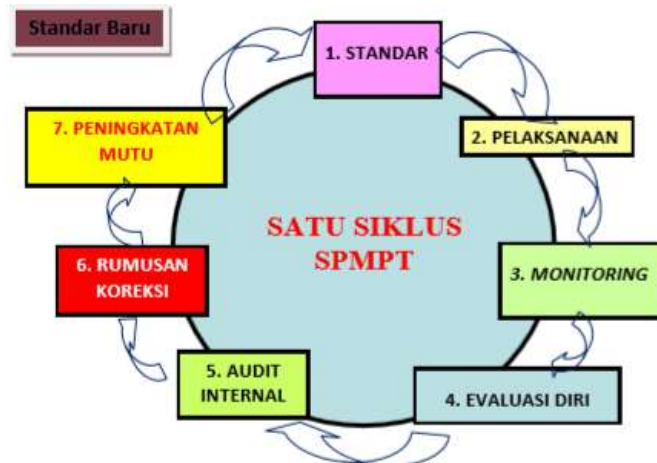 Standar Baru
1. STANDAR
2. PELAKSANAAN
3. MONITORING
4. EVALUASI DIRI
5. AUDIT
INTERNAL
6. RUMUSAN
KOREKSI
7. PENINGKATAN
MUTU
SATU SIKLUS
SPMPT